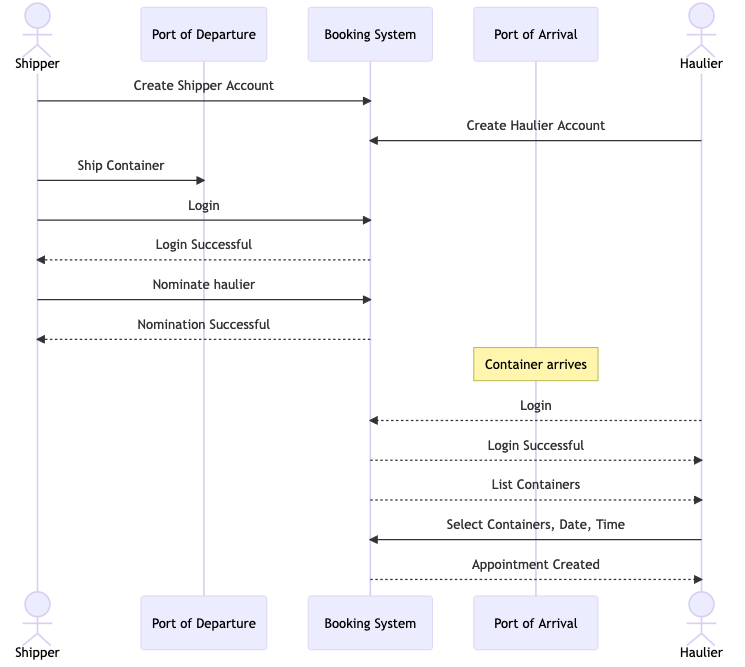 Port of Departure
Booking System
Port of Arrival
Shipper
Haulier
Create Shipper Account
Create Haulier Account
Ship Container
Login
Login Successful
Nominate haulier
Nomination Successful
Container arrives
Login
Login Successful
List Containers
Select Containers, Date, Time
Appointment Created
Port of Departure
Booking System
Port of Arrival
Shipper
Haulier